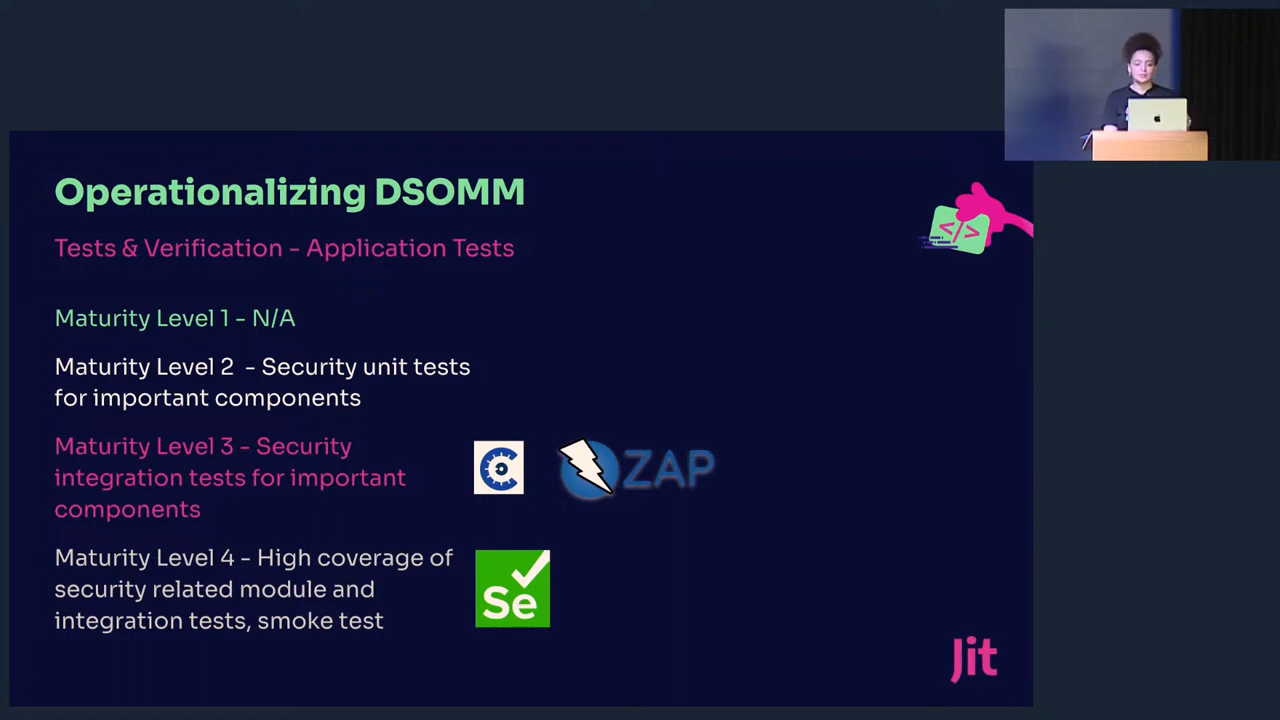 Operationalizing DSOMM
Tests & Verification - Application Tests
</>
Maturity Level 1 - N/A
Maturity Level 2 - Security unit tests
for important components
Maturity Level 3 - Security
integration tests for important
components
ZAP
Maturity Level 4 - High coverage of
security related module and
integration tests, smoke test
Se
Jit